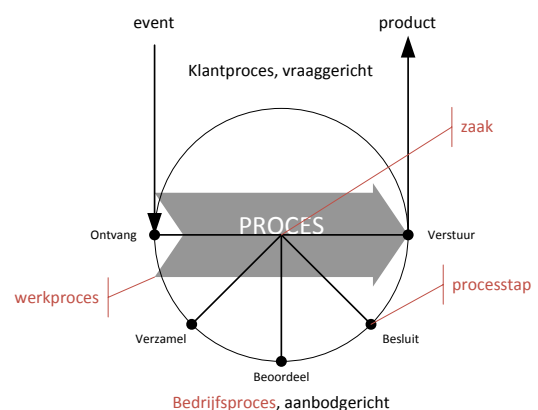 event
product
Klantproces, vraaggericht
zaak
PROCES
Ontvang
Verstuur
werkproces
processtap
Verzamel
Besluit
Beoordeel
Bedrijfsproces, aanbodgericht